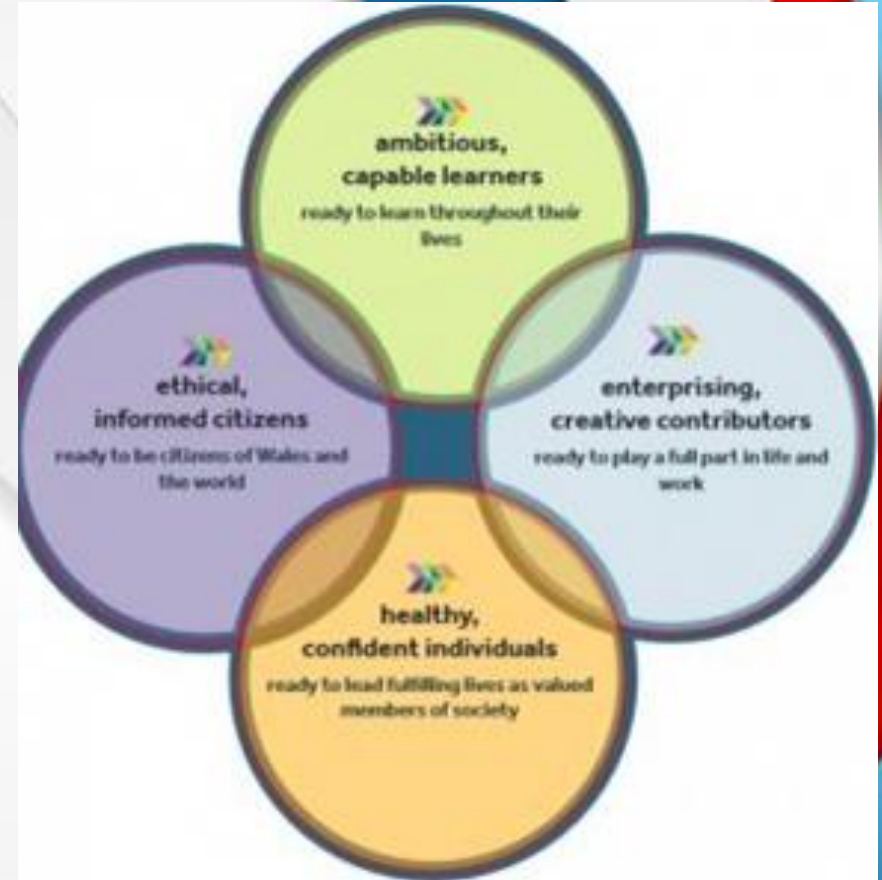 ambitious,
capable learners
ready to learn throughout their
lives
ethical,
informed citizens
ready to be citizens of Wales and
the world
enterprising,
creative contributors
ready to play a full part in life and
work
healthy,
confident individuals
ready to lead fulfilling lives as valued
members of society